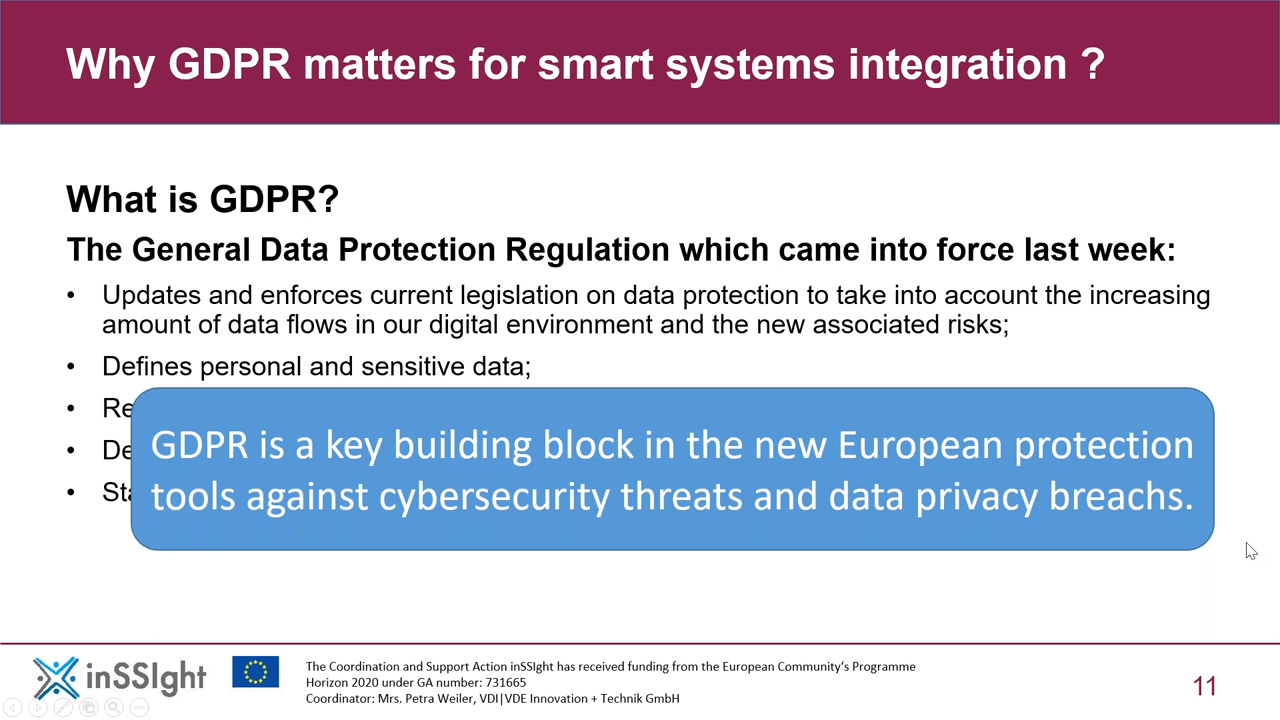 Why GDPR matters for smart systems integration ?
What is GDPR?
The General Data Protection Regulation which came into force last week:
• Updates and enforces current legislation on data protection to take into account the increasing
amount of data flows in our digital environment and the new associated risks;
• Defines personal and sensitive data;
GDPR is a key building block in the new European protection
tools against cybersecurity threats and data privacy breachs.
inSSIght
The Coordination and Support Action inSSIght has received funding from the European Community's Programme
Horizon 2020 under GA number: 731665
Coordinator: Mrs. Petra Weiler, VDI|VDE Innovation + Technik GmbH
11